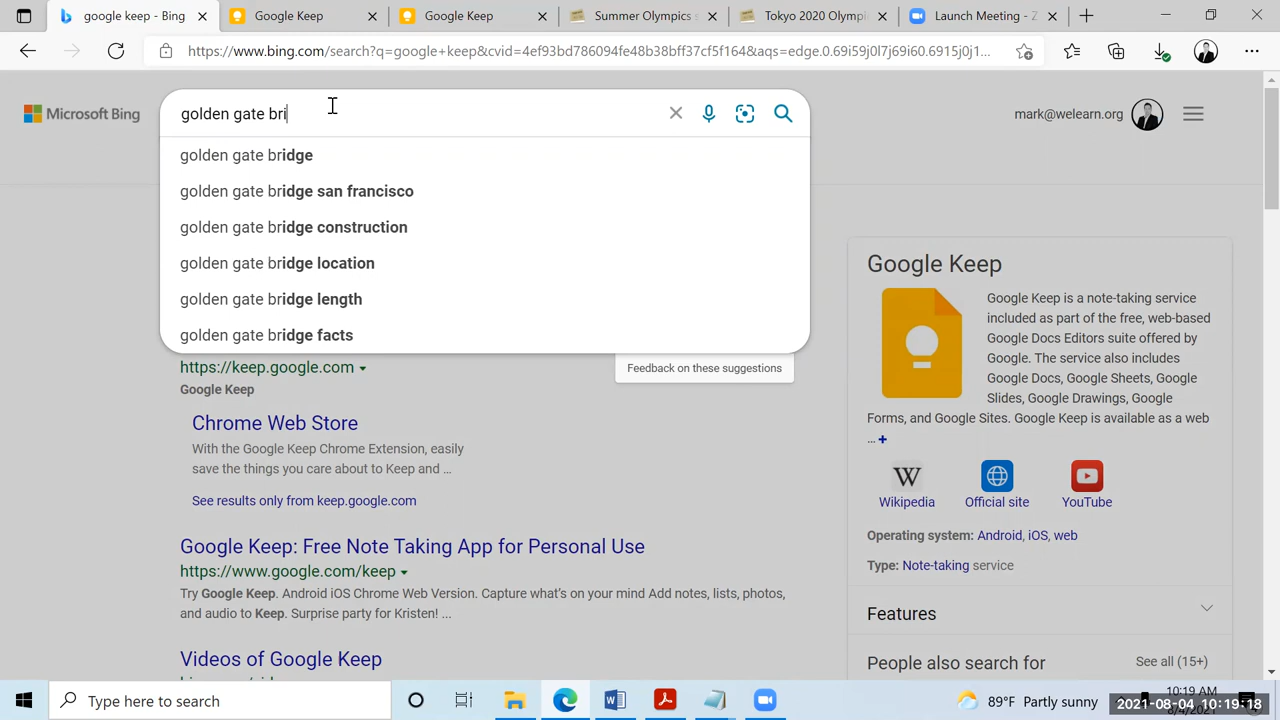 google keep - Bing
Google Keep
Google Keep
Summer Olympics s
Tokyo 2020 Olympi
Launch Meeting - Z
https://www.bing.com/search?q=google+keep&cvid=4ef93bd786094fe48b38bff37cf5f164&aqs=edge.0.69i59j0l7j69i60.6915j0j1...
Microsoft Bing
golden gate bri
mark@welearn.org
golden gate bridge
golden gate bridge san francisco
golden gate bridge construction
golden gate bridge location
golden gate bridge length
golden gate bridge facts
Feedback on these suggestions
https://keep.google.com
Google Keep
Chrome Web Store
With the Google Keep Chrome Extension, easily
save the things you care about to Keep and ...
See results only from keep.google.com
Google Keep: Free Note Taking App for Personal Use
https://www.google.com/keep
Try Google Keep. Android iOS Chrome Web Version. Capture what's on your mind Add notes, lists, photos,
and audio to Keep. Surprise party for Kristen! ...
Videos of Google Keep
Google Keep
Google Keep is a note-taking service
included as part of the free, web-based
Google Docs Editors suite offered by
Google. The service also includes
Google Docs, Google Sheets, Google
Slides, Google Drawings, Google
Forms, and Google Sites. Google Keep is available as a web
... +
W
Wikipedia
Official site
YouTube
Operating system: Android, iOS, web
Type: Note-taking service
Features
People also search for
See all (15+)
Type here to search
89°F Partly sunny
10:19 AM
2021-08-04 10:19:18